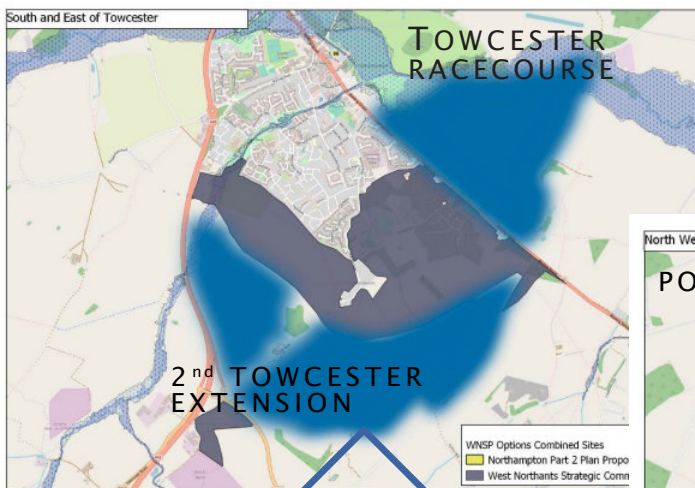 South and East of Towcester
TOWCESTER
RACECOURSE
North We
PO
2nd TOWCESTER
EXTENSION
WNSP Options Combined Sites
Northampton Part 2 Plan Propo
West Northants Strategic Comm